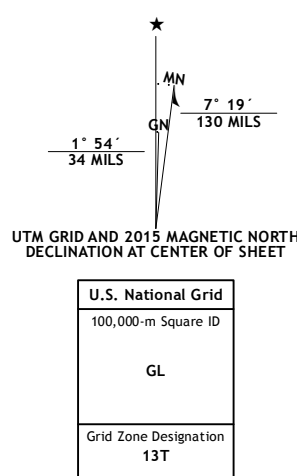 ★
MN
GN
7° 19´
130 MILS
1° 54´
34 MILS
UTM GRID AND 2015 MAGNETIC NORTH
DECLINATION AT CENTER OF SHEET
U.S. National Grid
100,000-m Square ID
GL
Grid Zone Designation
13T